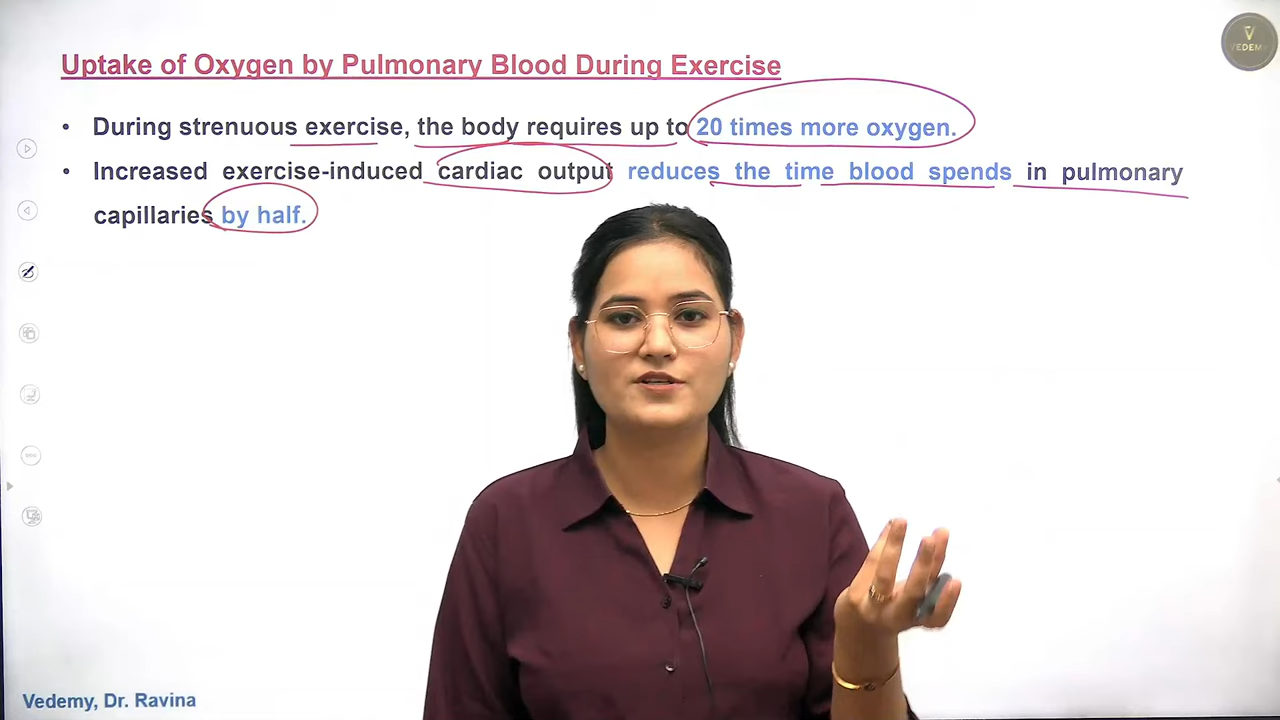 VEDEMY
Uptake of Oxygen by Pulmonary Blood During Exercise
• During strenuous exercise, the body requires up to 20 times more oxygen.
• Increased exercise-induced cardiac output reduces the time blood spends in pulmonary
capillaries by half.
Vedemy, Dr. Ravina